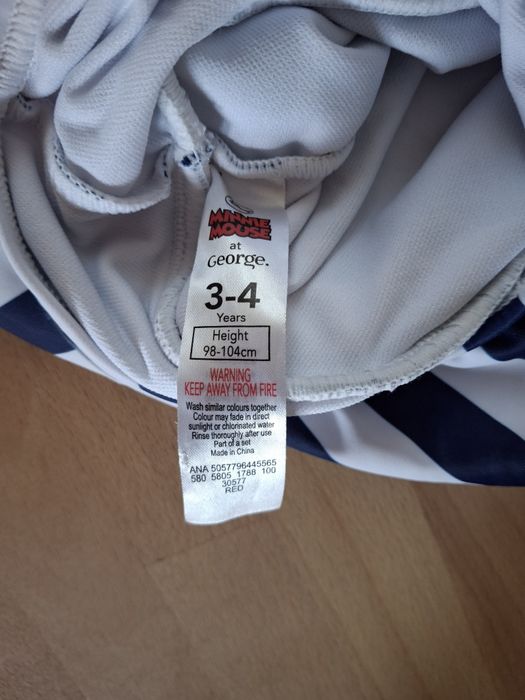 MINNIE
MOUSE
at
George.
3-4
Years
Height
98-104cm
WARNING
KEEP AWAY FROM FIRE
Wash similar colours together
Colour may fade in direct
sunlight or chlorinated water
Rinse thoroughly after use
Part of a set
Made in China
ANA 5057796445565
580 5805 1788 100
30577
RED